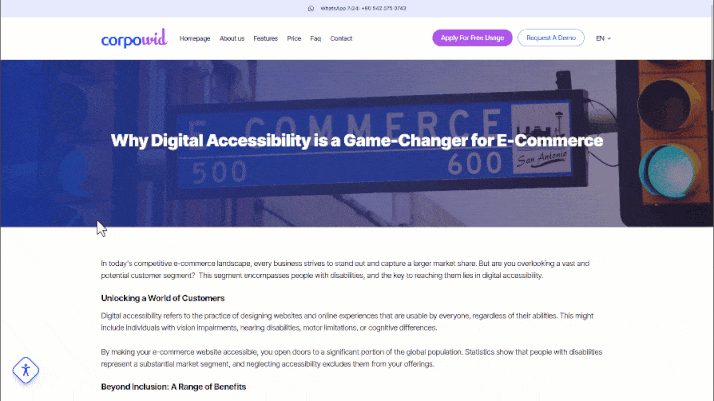 WhatsApp 7/24: +90 542 375 0743
corpowid
Homepage About us Features Price Faq Contact
Apply For Free Usage
Request A Demo
EN
E COMMERCE
500 600
San Antonio
Why Digital Accessibility is a Game-Changer for E-Commerce
In today's competitive e-commerce landscape, every business strives to stand out and capture a larger market share. But are you overlooking a vast and
potential customer segment? This segment encompasses people with disabilities, and the key to reaching them lies in digital accessibility.
Unlocking a World of Customers
Digital accessibility refers to the practice of designing websites and online experiences that are usable by everyone, regardless of their abilities. This might
include individuals with vision impairments, hearing disabilities, motor limitations, or cognitive differences.
By making your e-commerce website accessible, you open doors to a significant portion of the global population. Statistics show that people with disabilities
represent a substantial market segment, and neglecting accessibility excludes them from your offerings.
Beyond Inclusion: A Range of Benefits